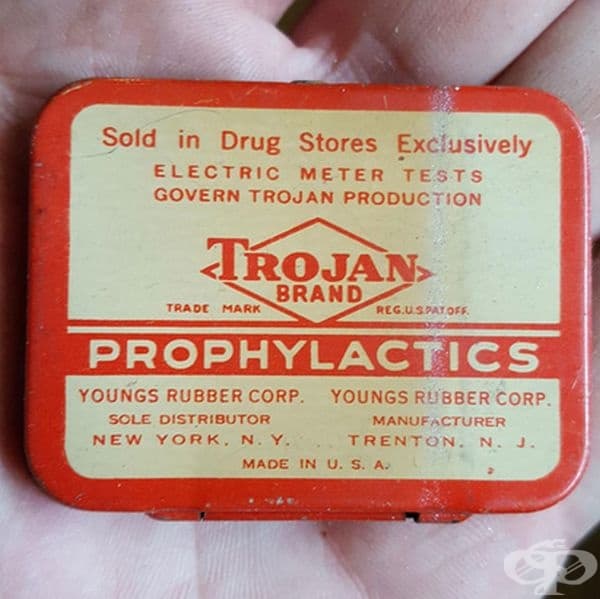 Sold in Drug Stores Exclusively
ELECTRIC METER TESTS
GOVERN TROJAN PRODUCTION
TROJAN
BRAND
TRADE MARK REG.U.S.PAT.OFF.
PROPHYLACTICS
YOUNGS RUBBER CORP. YOUNGS RUBBER CORP.
SOLE DISTRIBUTOR MANUFACTURER
NEW YORK, N. Y. TRENTON, N. J.
MADE IN U. S. A.